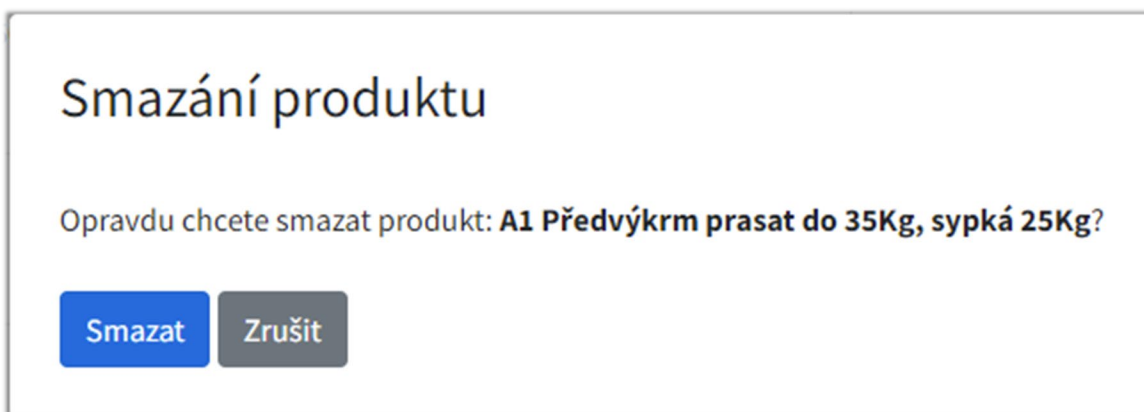 Smazání produktu
Opravdu chcete smazat produkt: A1 Předvýkrm prasat do 35Kg, sypká 25Kg?
Smazat Zrušit